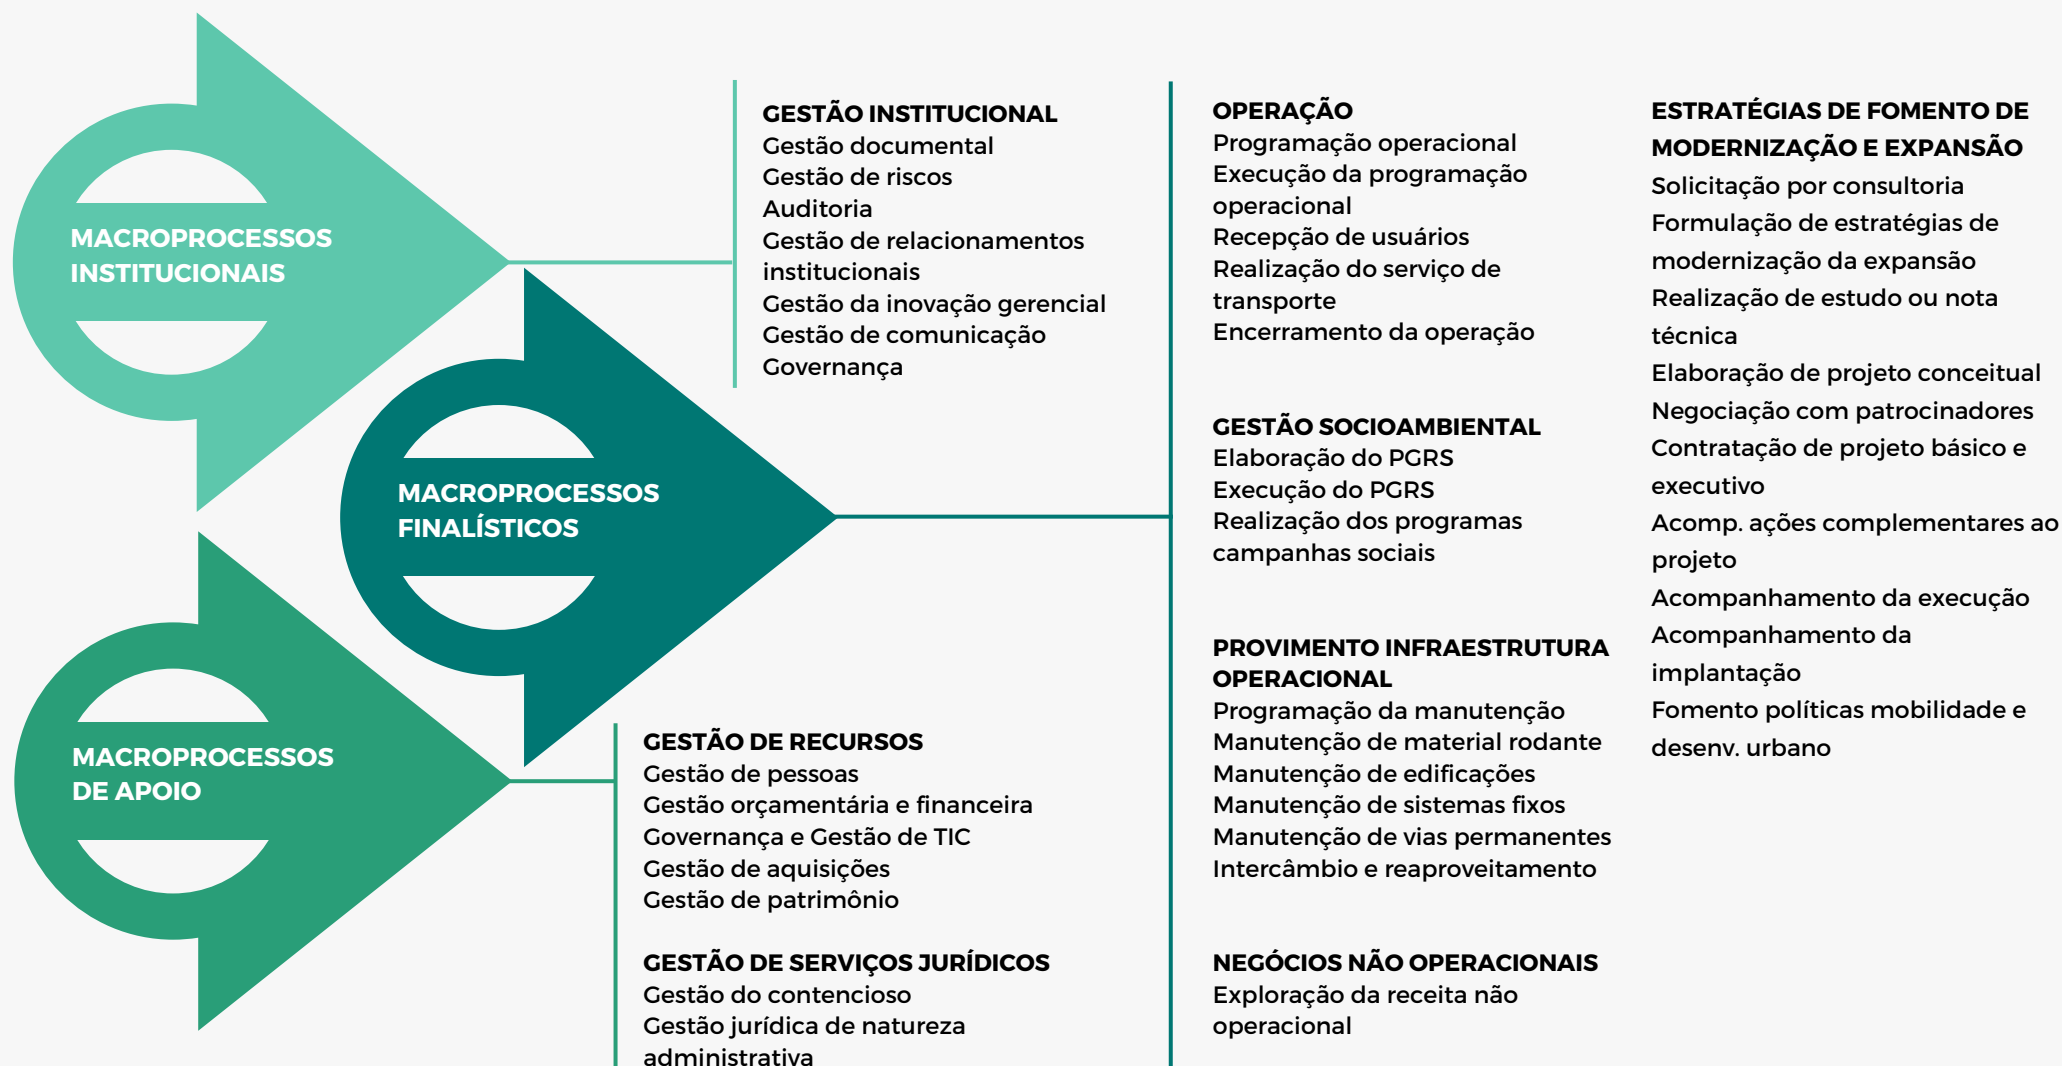 MACROPROCESSOS
INSTITUCIONAIS
GESTÃO INSTITUCIONAL
Gestão documental
Gestão de riscos
Auditoria
Gestão de relacionamentos
institucionais
Gestão da inovação gerencial
Gestão de comunicação
Governança
MACROPROCESSOS
FINALÍSTICOS
OPERAÇÃO
Programação operacional
Execução da programação
operacional
Recepção de usuários
Realização do serviço de
transporte
Encerramento da operação
GESTÃO SOCIOAMBIENTAL
Elaboração do PGRS
Execução do PGRS
Realização dos programas
campanhas sociais
PROVIMENTO INFRAESTRUTURA
OPERACIONAL
Programação da manutenção
Manutenção de material rodante
Manutenção de edificações
Manutenção de sistemas fixos
Manutenção de vias permanentes
Intercâmbio e reaproveitamento
NEGÓCIOS NÃO OPERACIONAIS
Exploração da receita não
operacional
ESTRATÉGIAS DE FOMENTO DE
MODERNIZAÇÃO E EXPANSÃO
Solicitação por consultoria
Formulação de estratégias de
modernização da expansão
Realização de estudo ou nota
técnica
Elaboração de projeto conceitual
Negociação com patrocinadores
Contratação de projeto básico e
executivo
Acomp. ações complementares ao
projeto
Acompanhamento da execução
Acompanhamento da
implantação
Fomento políticas mobilidade e
desenv. urbano
MACROPROCESSOS
DE APOIO
GESTÃO DE RECURSOS
Gestão de pessoas
Gestão orçamentária e financeira
Governança e Gestão de TIC
Gestão de aquisições
Gestão de patrimônio
GESTÃO DE SERVIÇOS JURÍDICOS
Gestão do contencioso
Gestão jurídica de natureza
administrativa